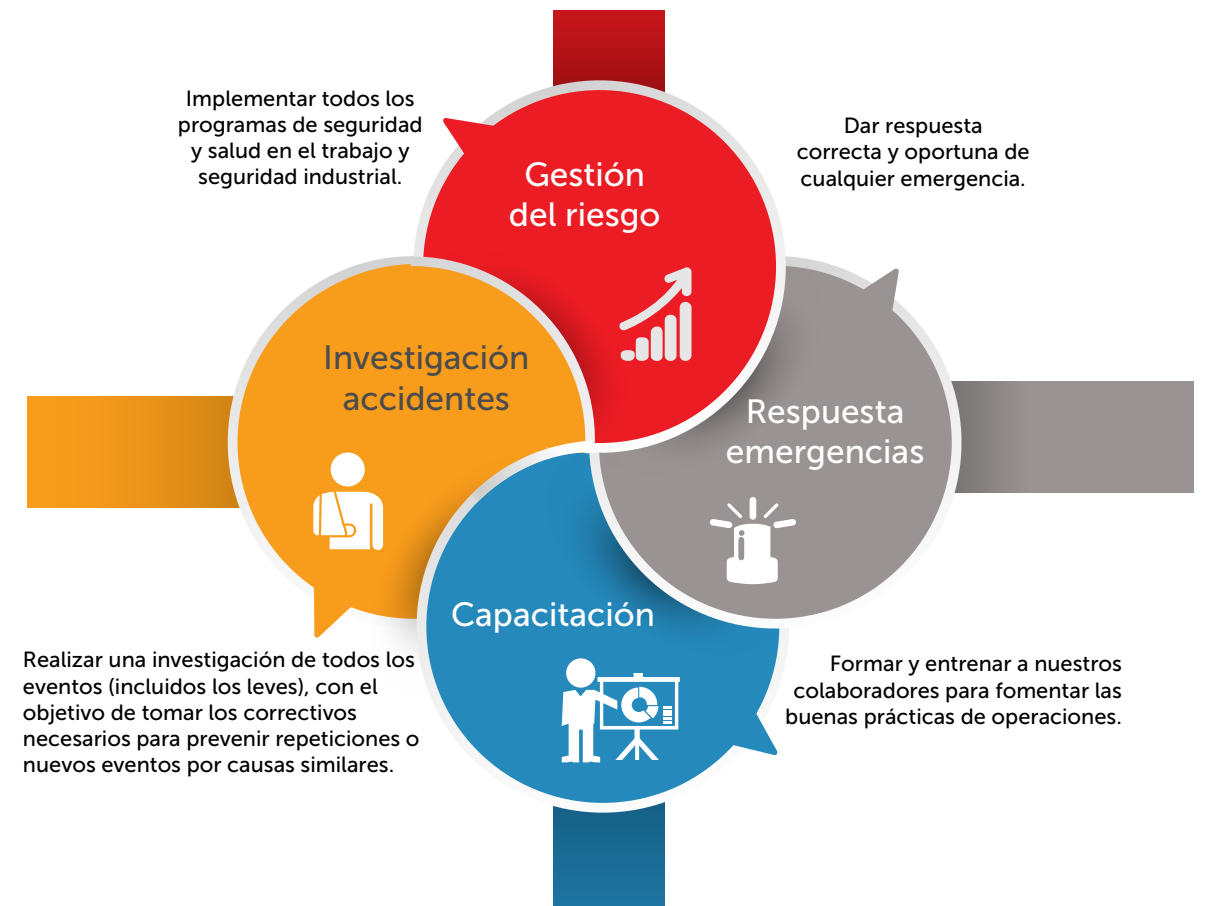 Implementar todos los
programas de seguridad
y salud en el trabajo y
seguridad industrial.
Gestión
del riesgo
Dar respuesta
correcta y oportuna de
cualquier emergencia.
Investigación
accidentes
Respuesta
emergencias
Capacitación
Realizar una investigación de todos los
eventos (incluidos los leves), con el
objetivo de tomar los correctivos
necesarios para prevenir repeticiones o
nuevos eventos por causas similares.
Formar y entrenar a nuestros
colaboradores para fomentar las
buenas prácticas de operaciones.